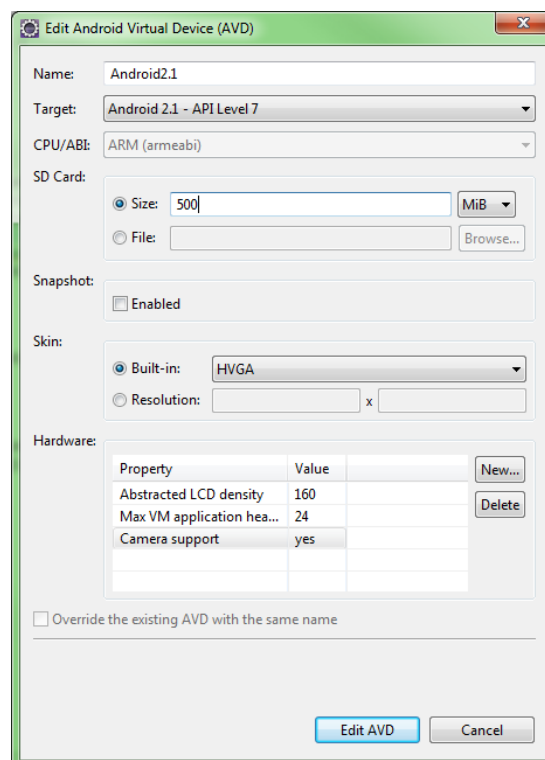 Edit Android Virtual Device (AVD)
Name: Android2.1
Target: Android 2.1 - API Level 7
CPU/ABI: ARM (armeabi)
SD Card:
Size: 500 MiB
File: Browse...
Snapshot:
Enabled
Skin:
Built-in: HVGA
Resolution: x
Hardware:
Property Value New...
Abstracted LCD density 160 Delete
Max VM application hea... 24
Camera support yes
Override the existing AVD with the same name
Edit AVD Cancel